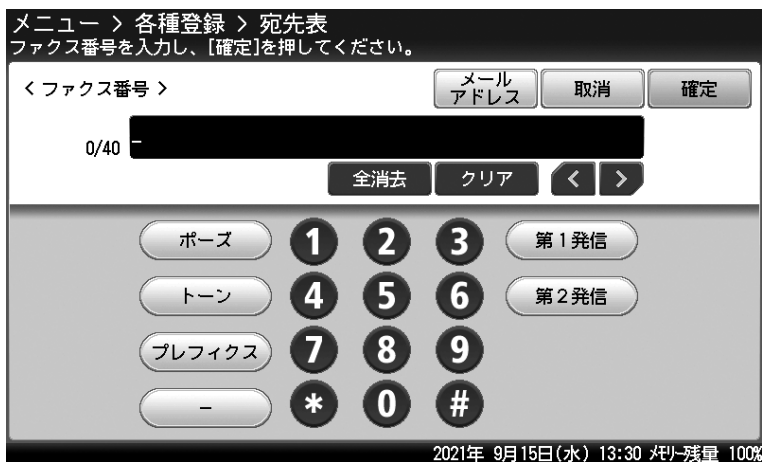 メニュー > 各種登録 > 宛先表
ファクス番号を入力し、[確定]を押してください。
< ファクス番号 >
メール
アドレス
取消
確定
0/40
_
全消去
クリア
<
>
ポーズ
1
2
3
第1発信
トーン
4
5
6
第2発信
プレフィクス
7
8
9
−
*
0
#
2021年 9月15日(水) 13:30 ﾒﾓﾘｰ残量 100%